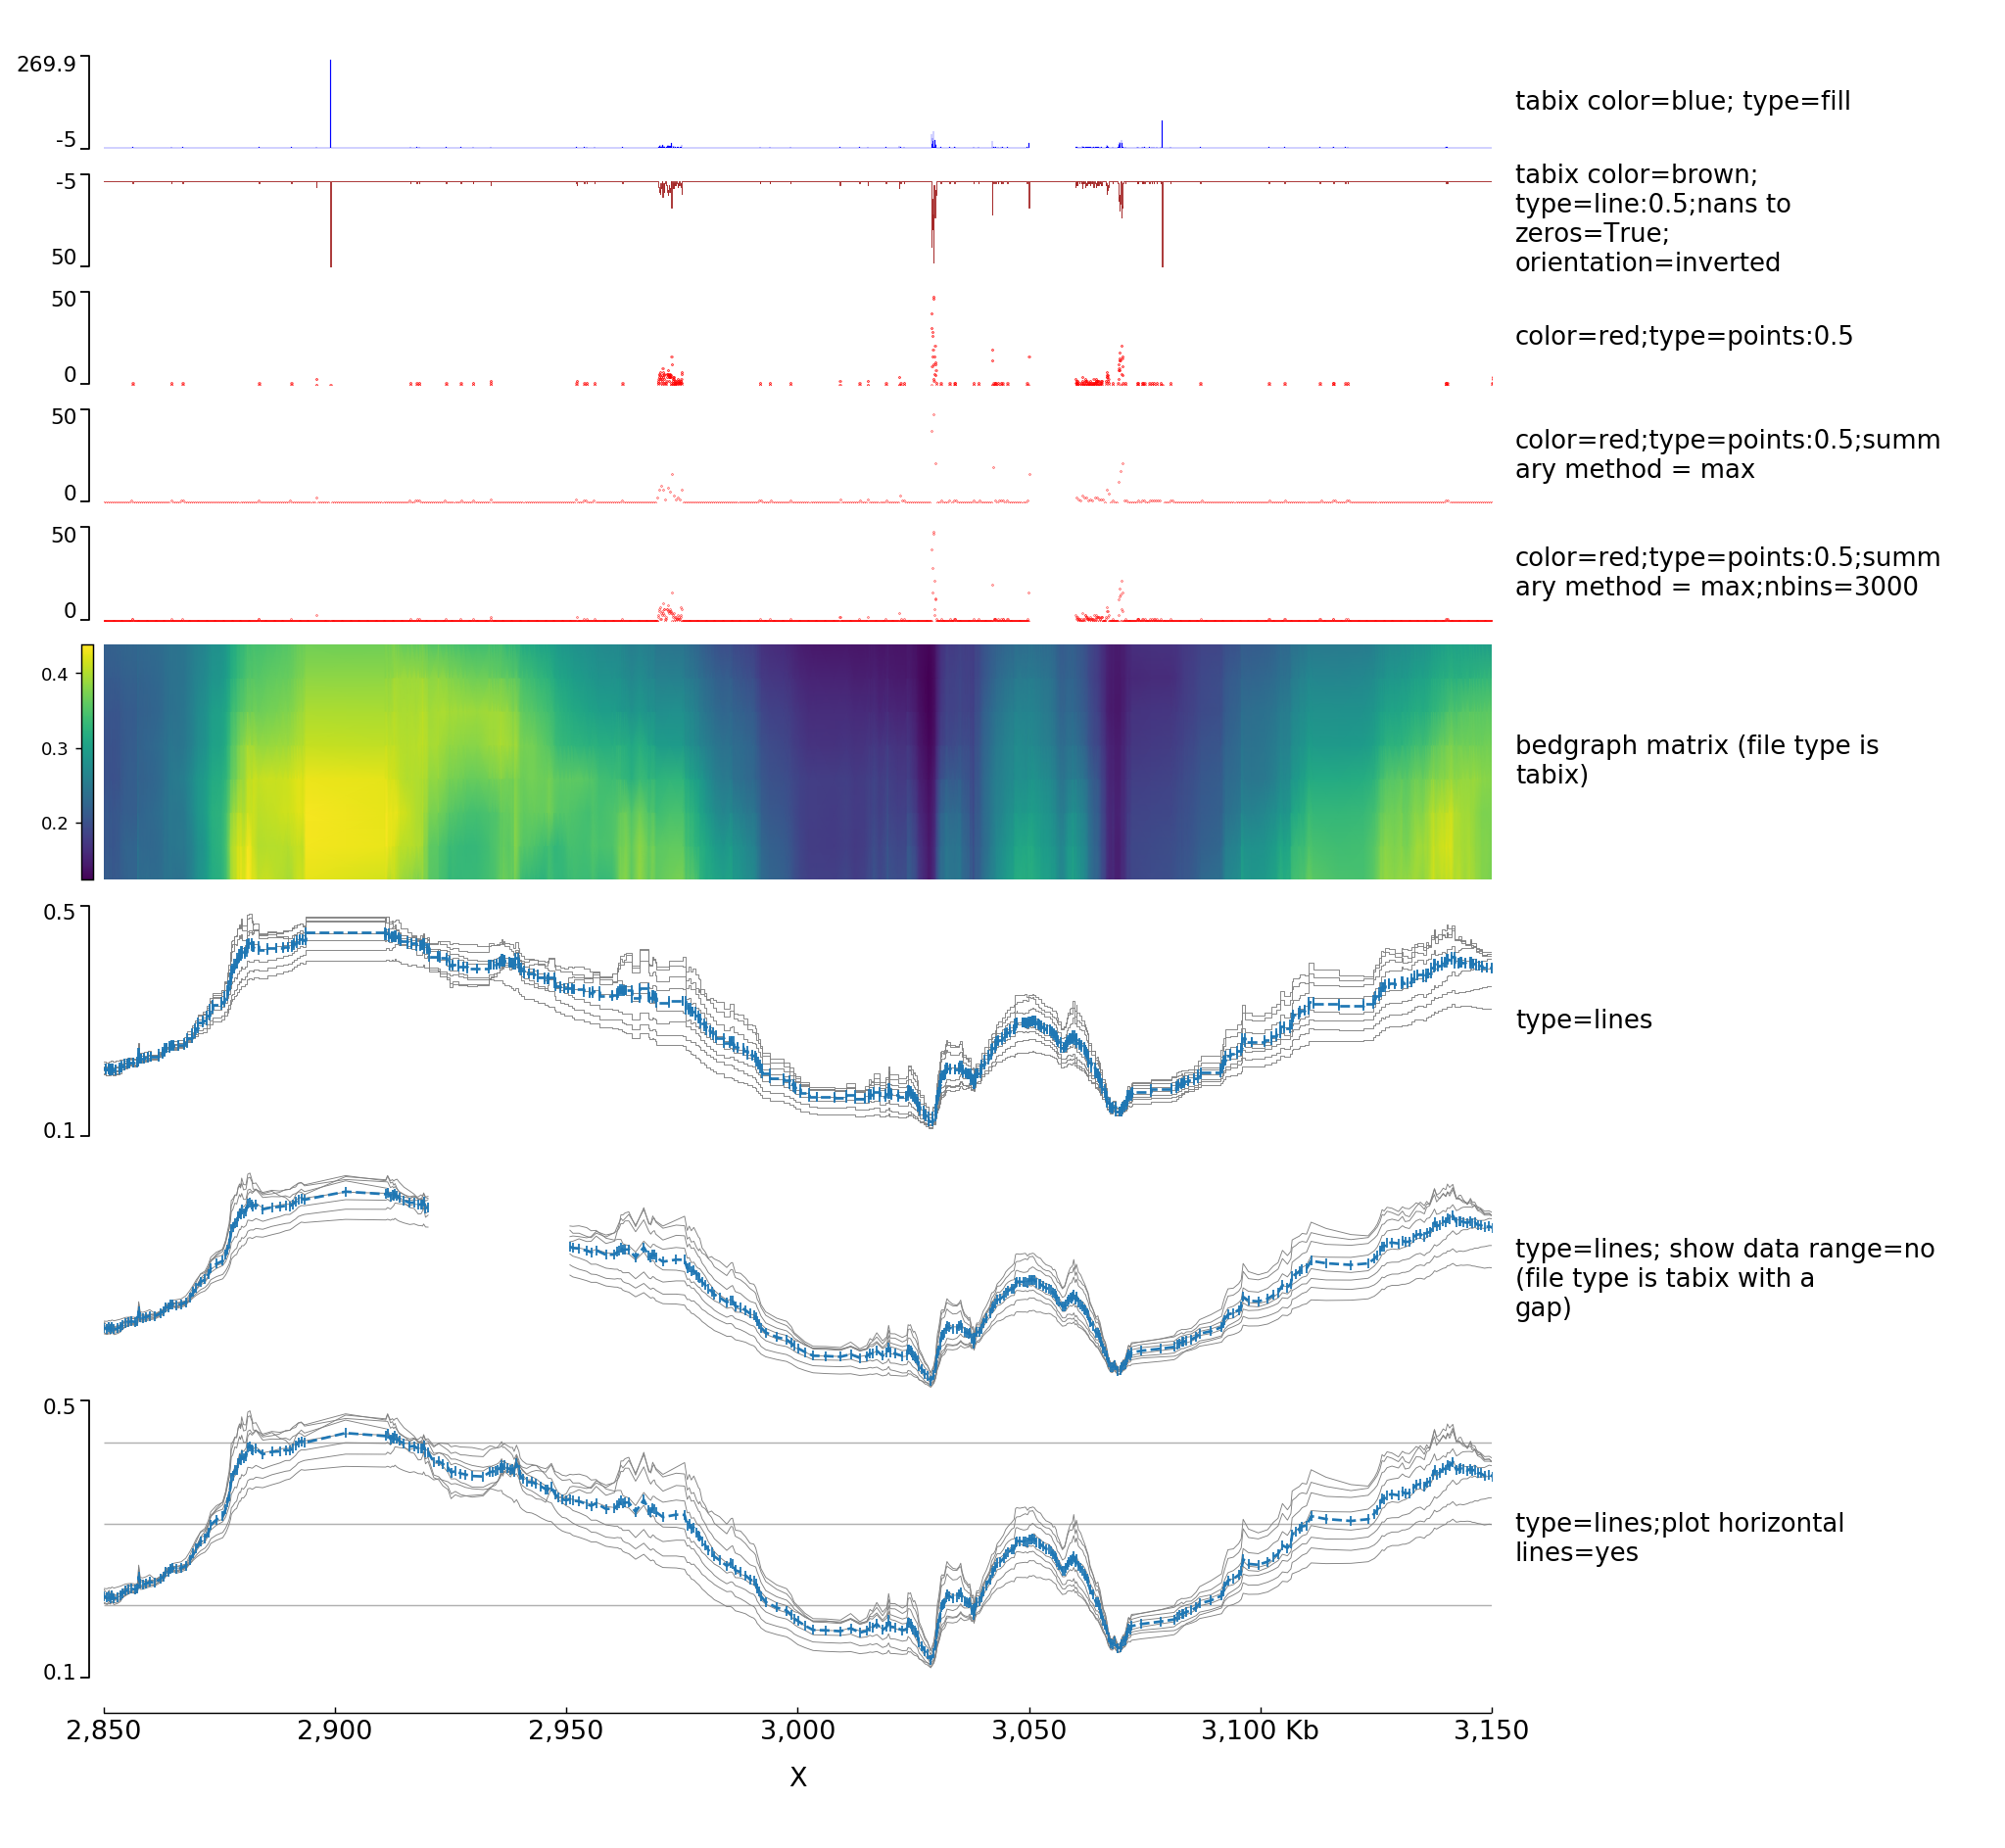 269.9
-5
tabix color=blue; type=fill
-5
50
tabix color=brown;
type=line:0.5;nans to
zeros=True;
orientation=inverted
50
0
color=red;type=points:0.5
50
0
color=red;type=points:0.5;summ
ary method = max
50
0
color=red;type=points:0.5;summ
ary method = max;nbins=3000
0.4
0.3
0.2
bedgraph matrix (file type is
tabix)
0.5
0.1
type=lines
type=lines; show data range=no
(file type is tabix with a
gap)
0.5
0.1
type=lines;plot horizontal
lines=yes
2,850 2,900 2,950 3,000 3,050 3,100 Kb 3,150
X